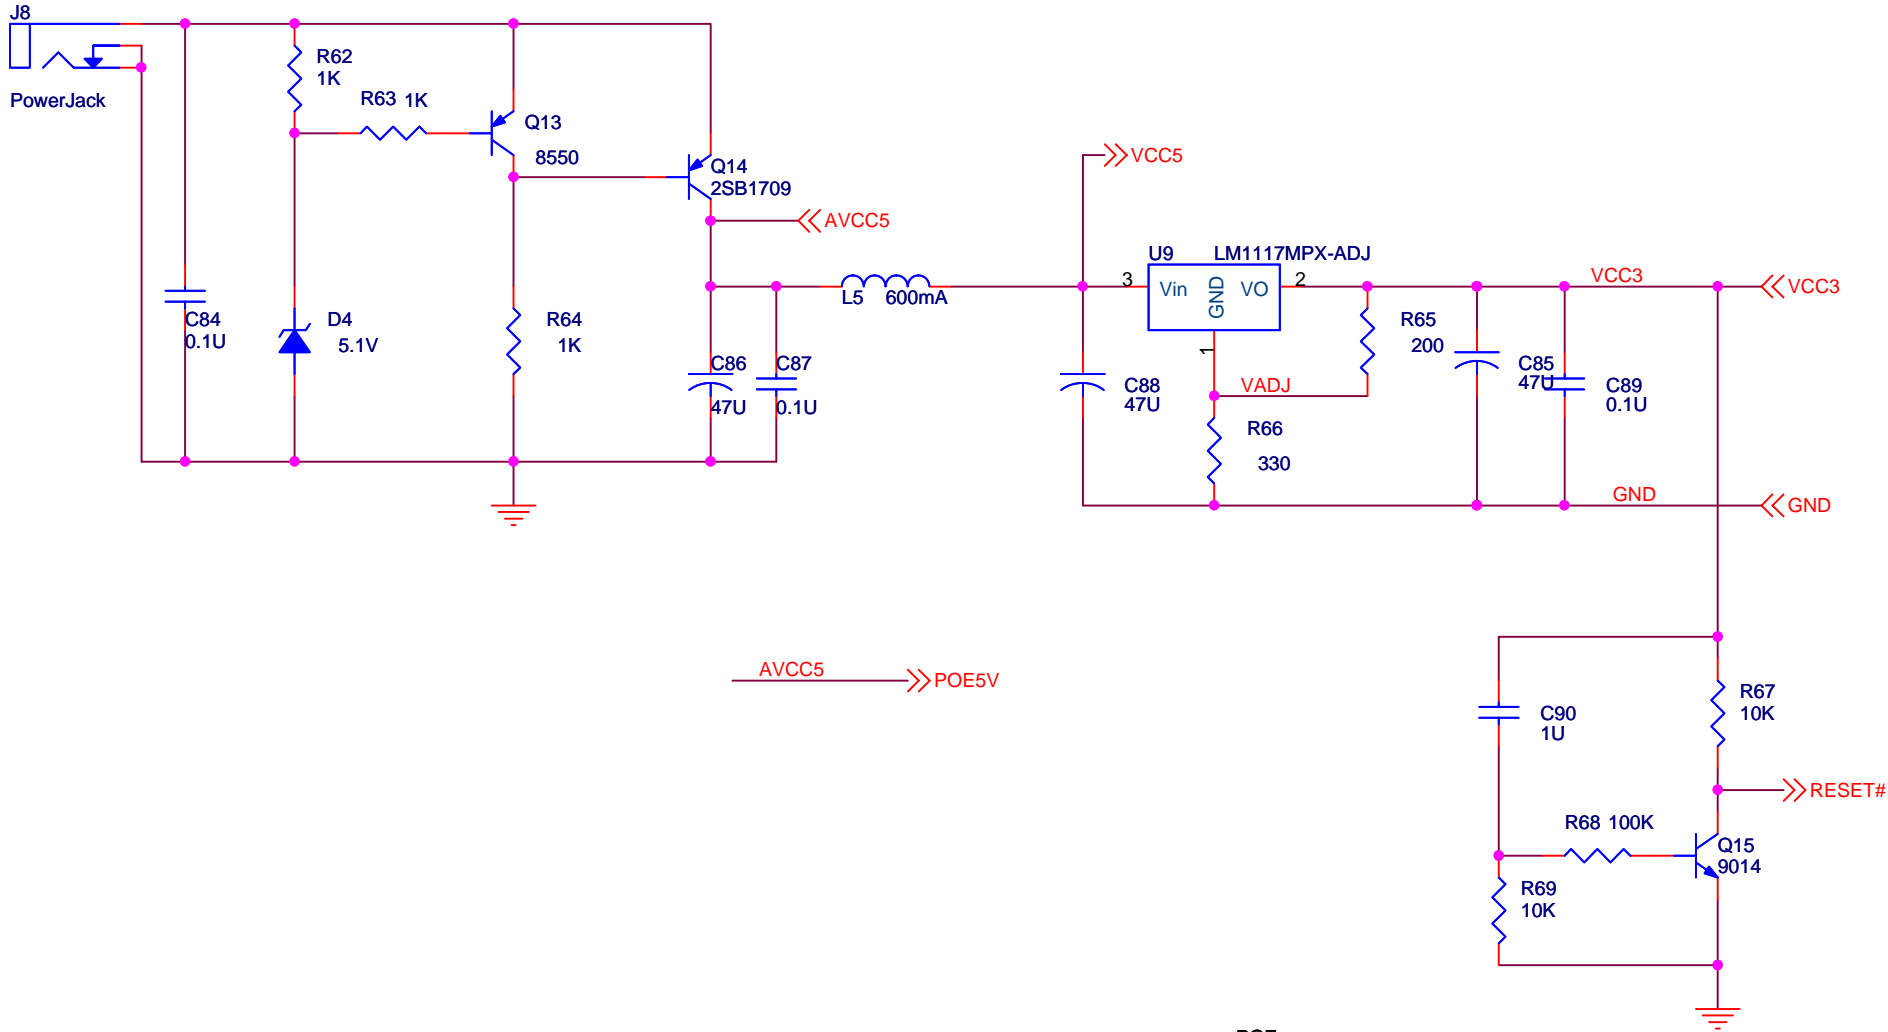 J8
PowerJack
R62
1K
R63 1K
Q13
8550
Q14
2SB1709
AVCC5
VCC5
U9 LM1117MPX-ADJ
3 Vin GND VO 2
1
VCC3
VCC3
C84
0.1U
D4
5.1V
R64
1K
L5 600mA
C86
47U
C87
0.1U
C88
47U
VADJ
R65
200
C85
47U
C89
0.1U
R66
330
GND
GND
AVCC5
POE5V
C90
1U
R67
10K
RESET#
R68 100K
Q15
9014
R69
10K